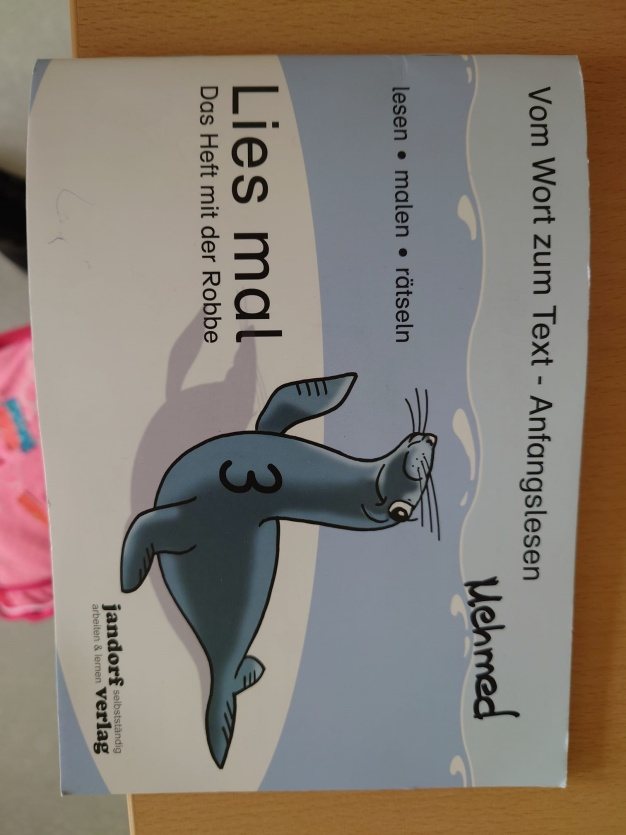 Vom Wort zum Text - Anfangslesen
Mehmed
lesen • malen • rätseln
Lies mal
Das Heft mit der Robbe
3
jandorf verlag
selbstständig
arbeiten & lernen